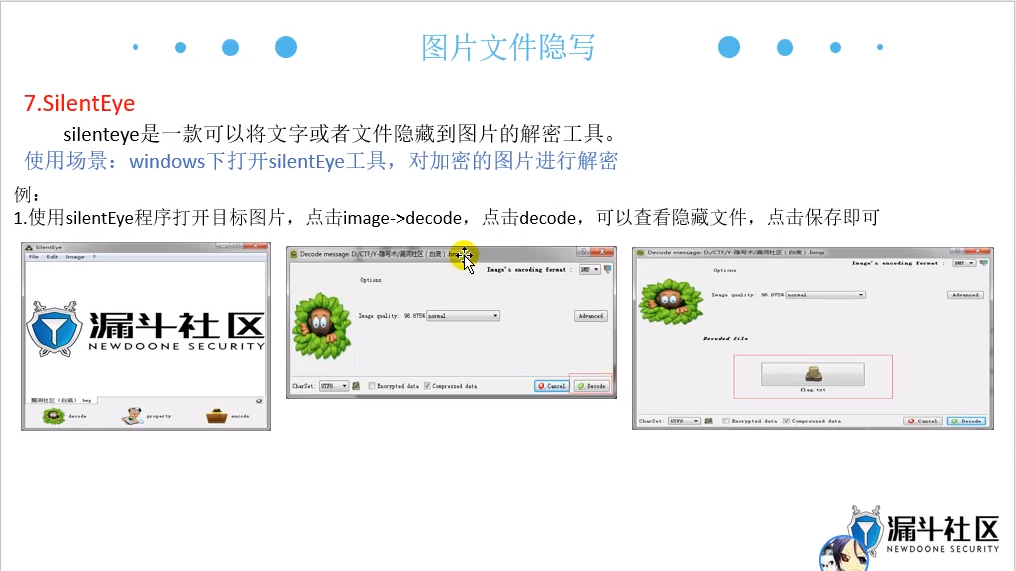 图片文件隐写
7.SilentEye
silenteye是一款可以将文字或者文件隐藏到图片的解密工具。
使用场景：windows下打开silentEye工具，对加密的图片进行解密
例：
1.使用silentEye程序打开目标图片，点击image->decode，点击decode，可以查看隐藏文件，点击保存即可
SilentEye
File Edit Image ?
漏斗社区
NEWDOONE SECURITY
漏洞社区（白底）.bmp
decode property encode
Decode message: D:/CTF/Y-隐写术/漏洞社区（白底）.bmp
Image's encoding format : BMP
Options
Image quality: 96.875% normal
Advanced
CharSet: UTF8 Encrypted data Compressed data Cancel Decode
Decode message: D:/CTF/Y-隐写术/漏洞社区（白底）.bmp
Image's encoding format : BMP
Options
Image quality: 96.875% normal
Advanced
Decoded file
flag.txt
CharSet: UTF8 Encrypted data Compressed data Cancel Decode
漏斗社区
NEWDOONE SECURITY